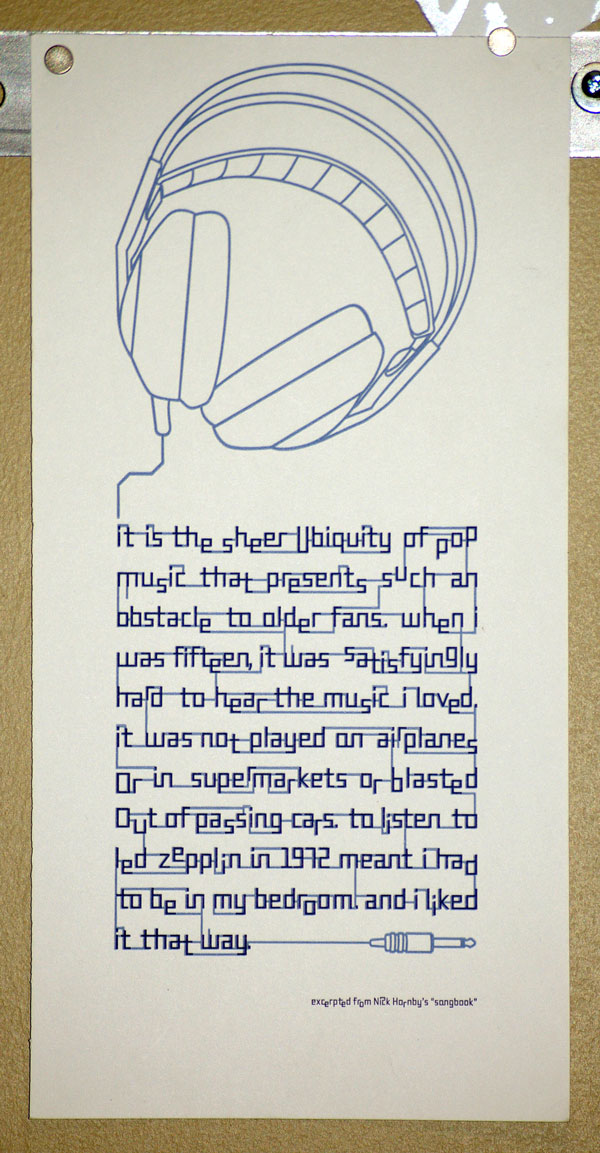 it is the sheer Ubiquity of pop
music that presents such an
obstacle to older fans. when i
was fifteen, it was satisfyingly
hard to hear the music i loved.
it was not played on airplanes
or in supermarkets or blasted
Out of passing cars. to listen to
led zepplin in 1972 meant i had
to be in my bedroom. and i liked
it that way.
excerpted from Nick Hornby's "songbook"